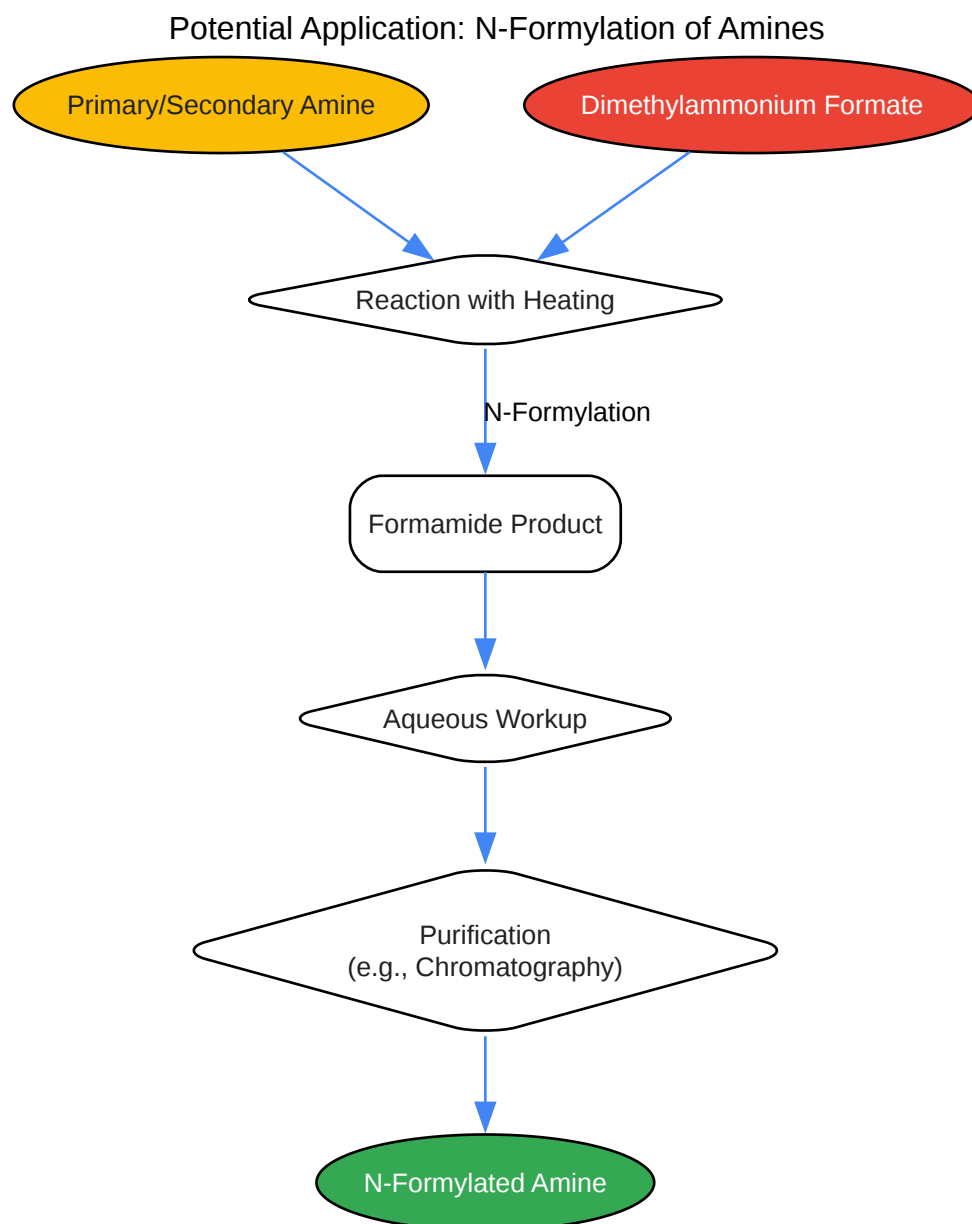 Potential Application: N-Formylation of Amines
Primary/Secondary Amine
Dimethylammonium Formate
Reaction with Heating
N-Formylation
Formamide Product
Aqueous Workup
Purification
(e.g., Chromatography)
N-Formylated Amine